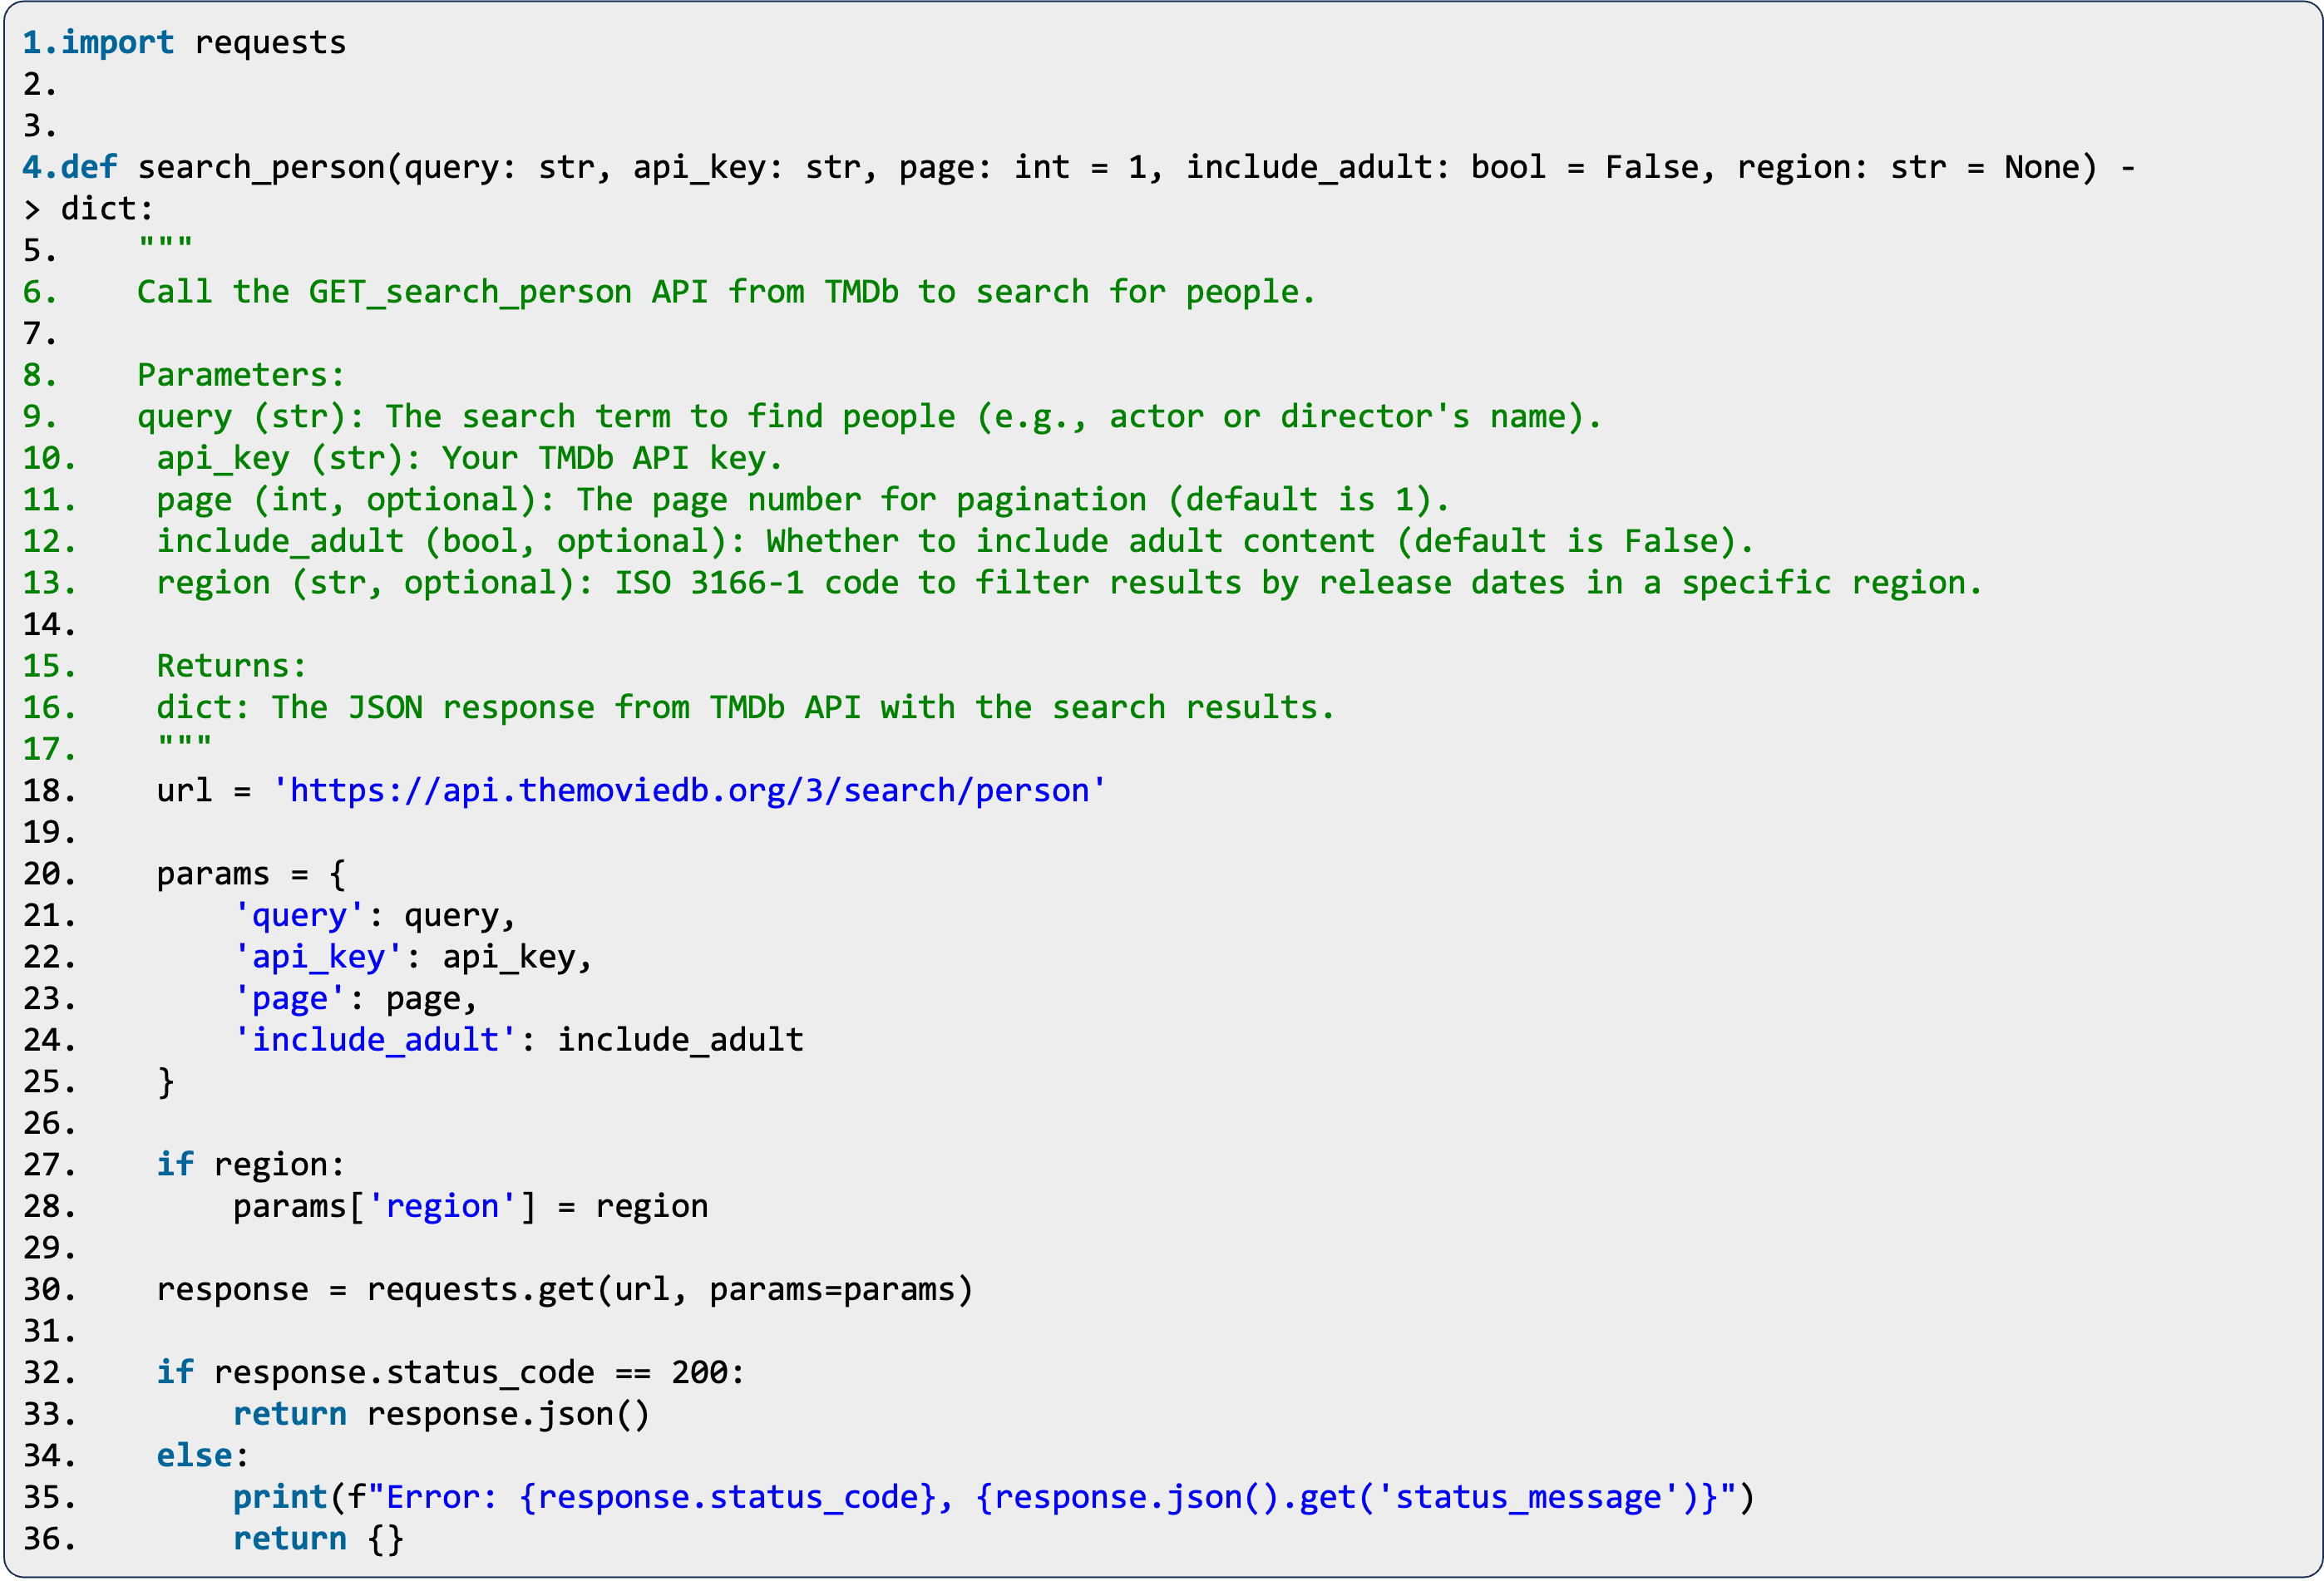 1.import requests
2.
3.
4.def search_person(query: str, api_key: str, page: int = 1, include_adult: bool = False, region: str = None) -
> dict:
5.    """
6.    Call the GET_search_person API from TMDb to search for people.
7.
8.    Parameters:
9.    query (str): The search term to find people (e.g., actor or director's name).
10.    api_key (str): Your TMDb API key.
11.    page (int, optional): The page number for pagination (default is 1).
12.    include_adult (bool, optional): Whether to include adult content (default is False).
13.    region (str, optional): ISO 3166-1 code to filter results by release dates in a specific region.
14.
15.    Returns:
16.    dict: The JSON response from TMDb API with the search results.
17.    """
18.    url = 'https://api.themoviedb.org/3/search/person'
19.
20.    params = {
21.        'query': query,
22.        'api_key': api_key,
23.        'page': page,
24.        'include_adult': include_adult
25.    }
26.
27.    if region:
28.        params['region'] = region
29.
30.    response = requests.get(url, params=params)
31.
32.    if response.status_code == 200:
33.        return response.json()
34.    else:
35.        print(f"Error: {response.status_code}, {response.json().get('status_message')}")
36.        return {}